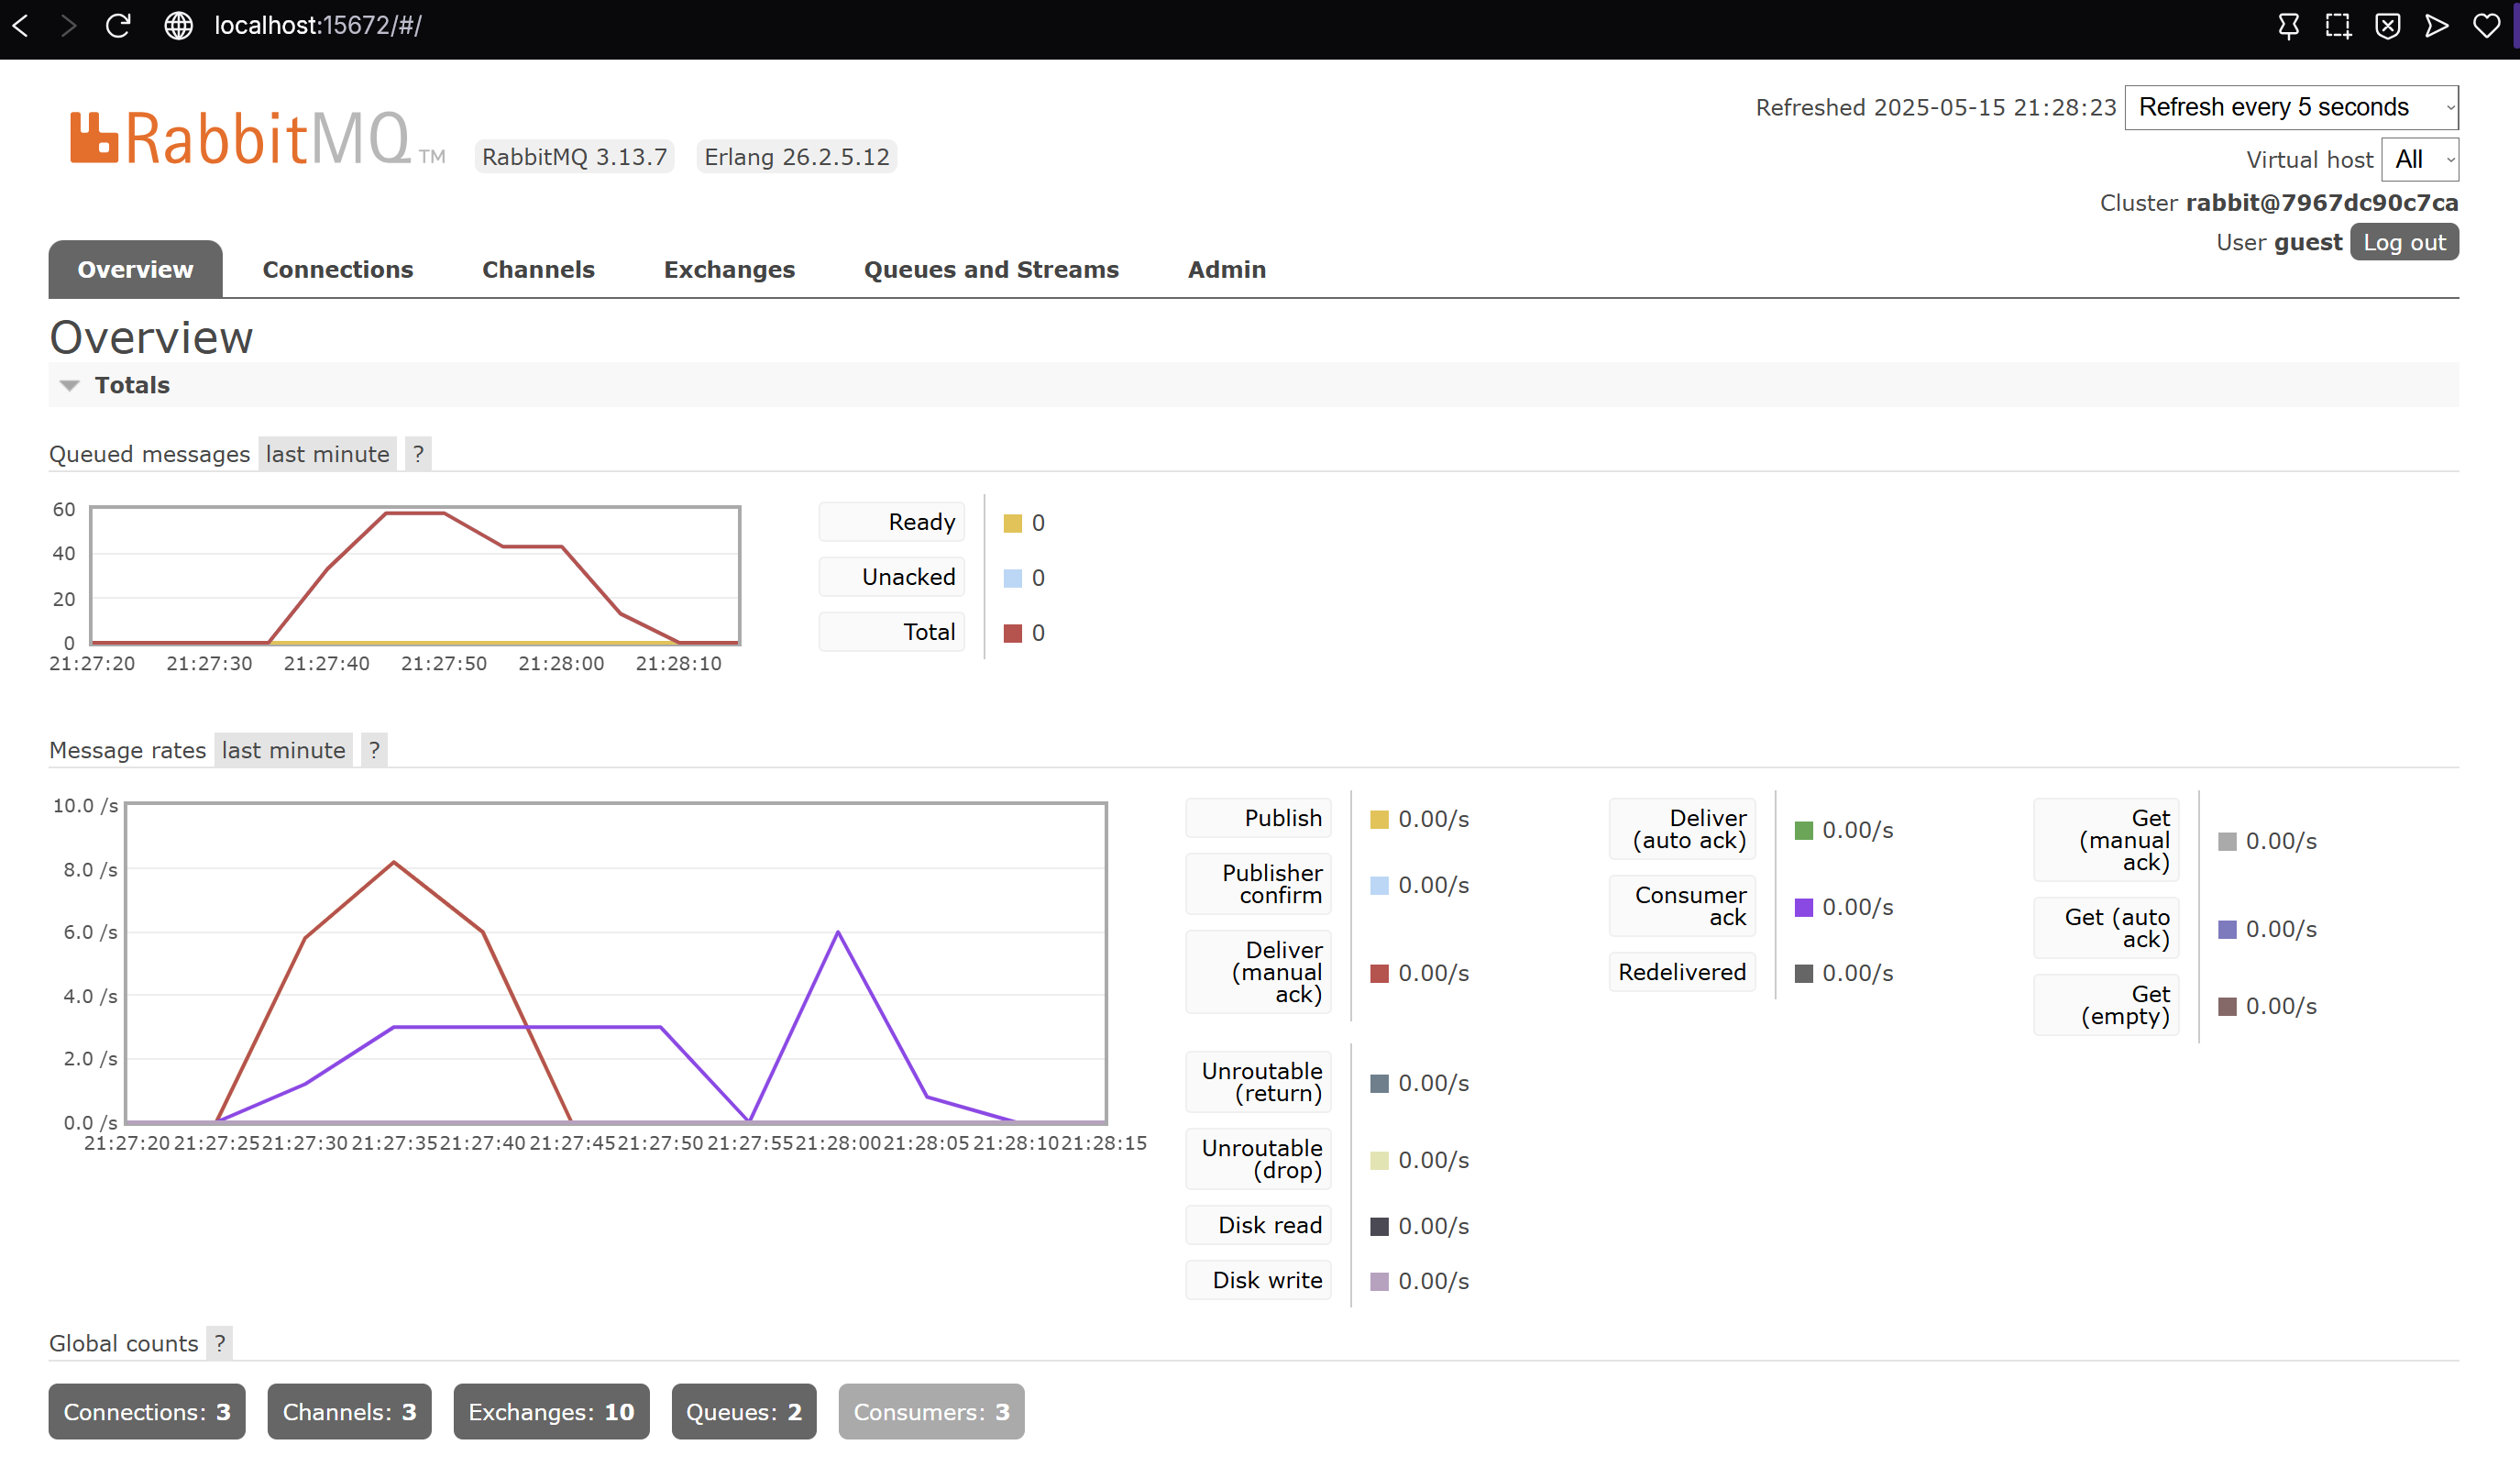 localhost:15672/#/
RabbitMQ TM
RabbitMQ 3.13.7
Erlang 26.2.5.12
Refreshed 2025-05-15 21:28:23
Refresh every 5 seconds
Virtual host
All
Cluster rabbit@7967dc90c7ca
User guest
Log out
Overview
Connections
Channels
Exchanges
Queues and Streams
Admin
Overview
Totals
Queued messages last minute ?
60
40
20
0
21:27:20 21:27:30 21:27:40 21:27:50 21:28:00 21:28:10
Ready 0
Unacked 0
Total 0
Message rates last minute ?
10.0 /s
8.0 /s
6.0 /s
4.0 /s
2.0 /s
0.0 /s
21:27:20 21:27:25 21:27:30 21:27:35 21:27:40 21:27:45 21:27:50 21:27:55 21:28:00 21:28:05 21:28:10 21:28:15
Publish 0.00/s
Publisher
confirm 0.00/s
Deliver
(manual
ack) 0.00/s
Deliver
(auto ack) 0.00/s
Consumer
ack 0.00/s
Redelivered 0.00/s
Get
(manual
ack) 0.00/s
Get (auto
ack) 0.00/s
Get
(empty) 0.00/s
Unroutable
(return) 0.00/s
Unroutable
(drop) 0.00/s
Disk read 0.00/s
Disk write 0.00/s
Global counts ?
Connections: 3
Channels: 3
Exchanges: 10
Queues: 2
Consumers: 3